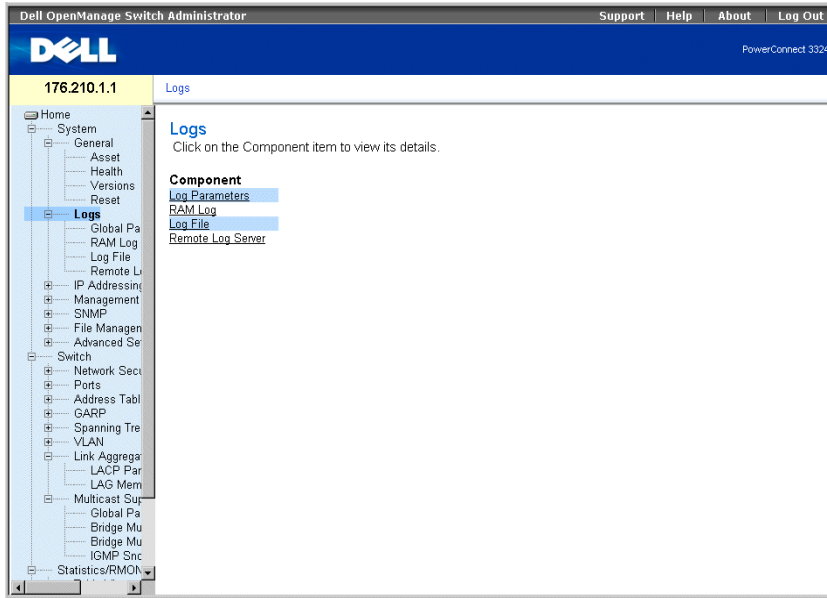 Dell OpenManage Switch Administrator
Support Help About Log Out
DELL
PowerConnect 3324
176.210.1.1
Logs
Home
System
General
Asset
Health
Versions
Reset
Logs
Global Pa
RAM Log
Log File
Remote L
IP Addressing
Management
SNMP
File Managen
Advanced Se
Switch
Network Secu
Ports
Address Tabl
GARP
Spanning Tre
VLAN
Link Aggrega
LACP Par
LAG Mem
Multicast Sup
Global Pa
Bridge Mu
Bridge Mu
IGMP Snc
Statistics/RMON
Logs
Click on the Component item to view its details.
Component
Log Parameters
RAM Log
Log File
Remote Log Server